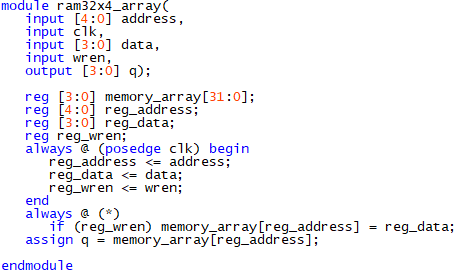 module ram32x4_array(
input [4:0] address,
input clk,
input [3:0] data,
input wren,
output [3:0] q);
reg [3:0] memory_array[31:0];
reg [4:0] reg_address;
reg [3:0] reg_data;
reg reg_wren;
always @ (posedge clk) begin
reg_address <= address;
reg_data <= data;
reg_wren <= wren;
end
always @ (*)
if (reg_wren) memory_array[reg_address] = reg_data;
assign q = memory_array[reg_address];
endmodule